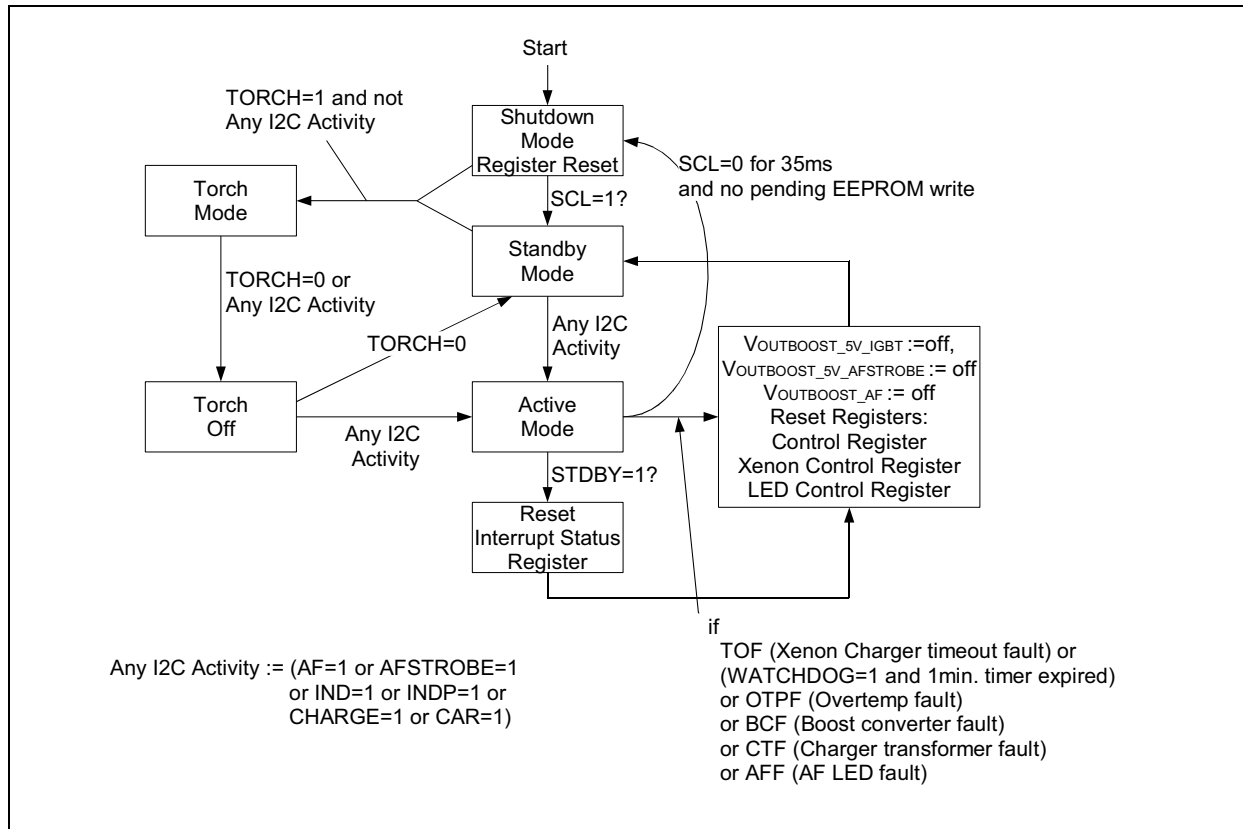 Start
TORCH=1 and not
Any I2C Activity
Shutdown
Mode
Register Reset
SCL=0 for 35ms
and no pending EEPROM write
SCL=1?
Torch
Mode
Standby
Mode
TORCH=0 or
Any I2C Activity
TORCH=0
Any I2C
Activity
VOUTBOOST_5V_IGBT :=off,
VOUTBOOST_5V_AFSTROBE := off
VOUTBOOST_AF := off
Reset Registers:
Control Register
Xenon Control Register
LED Control Register
Torch
Off
Any I2C
Activity
Active
Mode
STDBY=1?
Reset
Interrupt Status
Register
if
TOF (Xenon Charger timeout fault) or
(WATCHDOG=1 and 1min. timer expired)
or OTPF (Overtemp fault)
or BCF (Boost converter fault)
or CTF (Charger transformer fault)
or AFF (AF LED fault)
Any I2C Activity := (AF=1 or AFSTROBE=1
or IND=1 or INDP=1 or
CHARGE=1 or CAR=1)